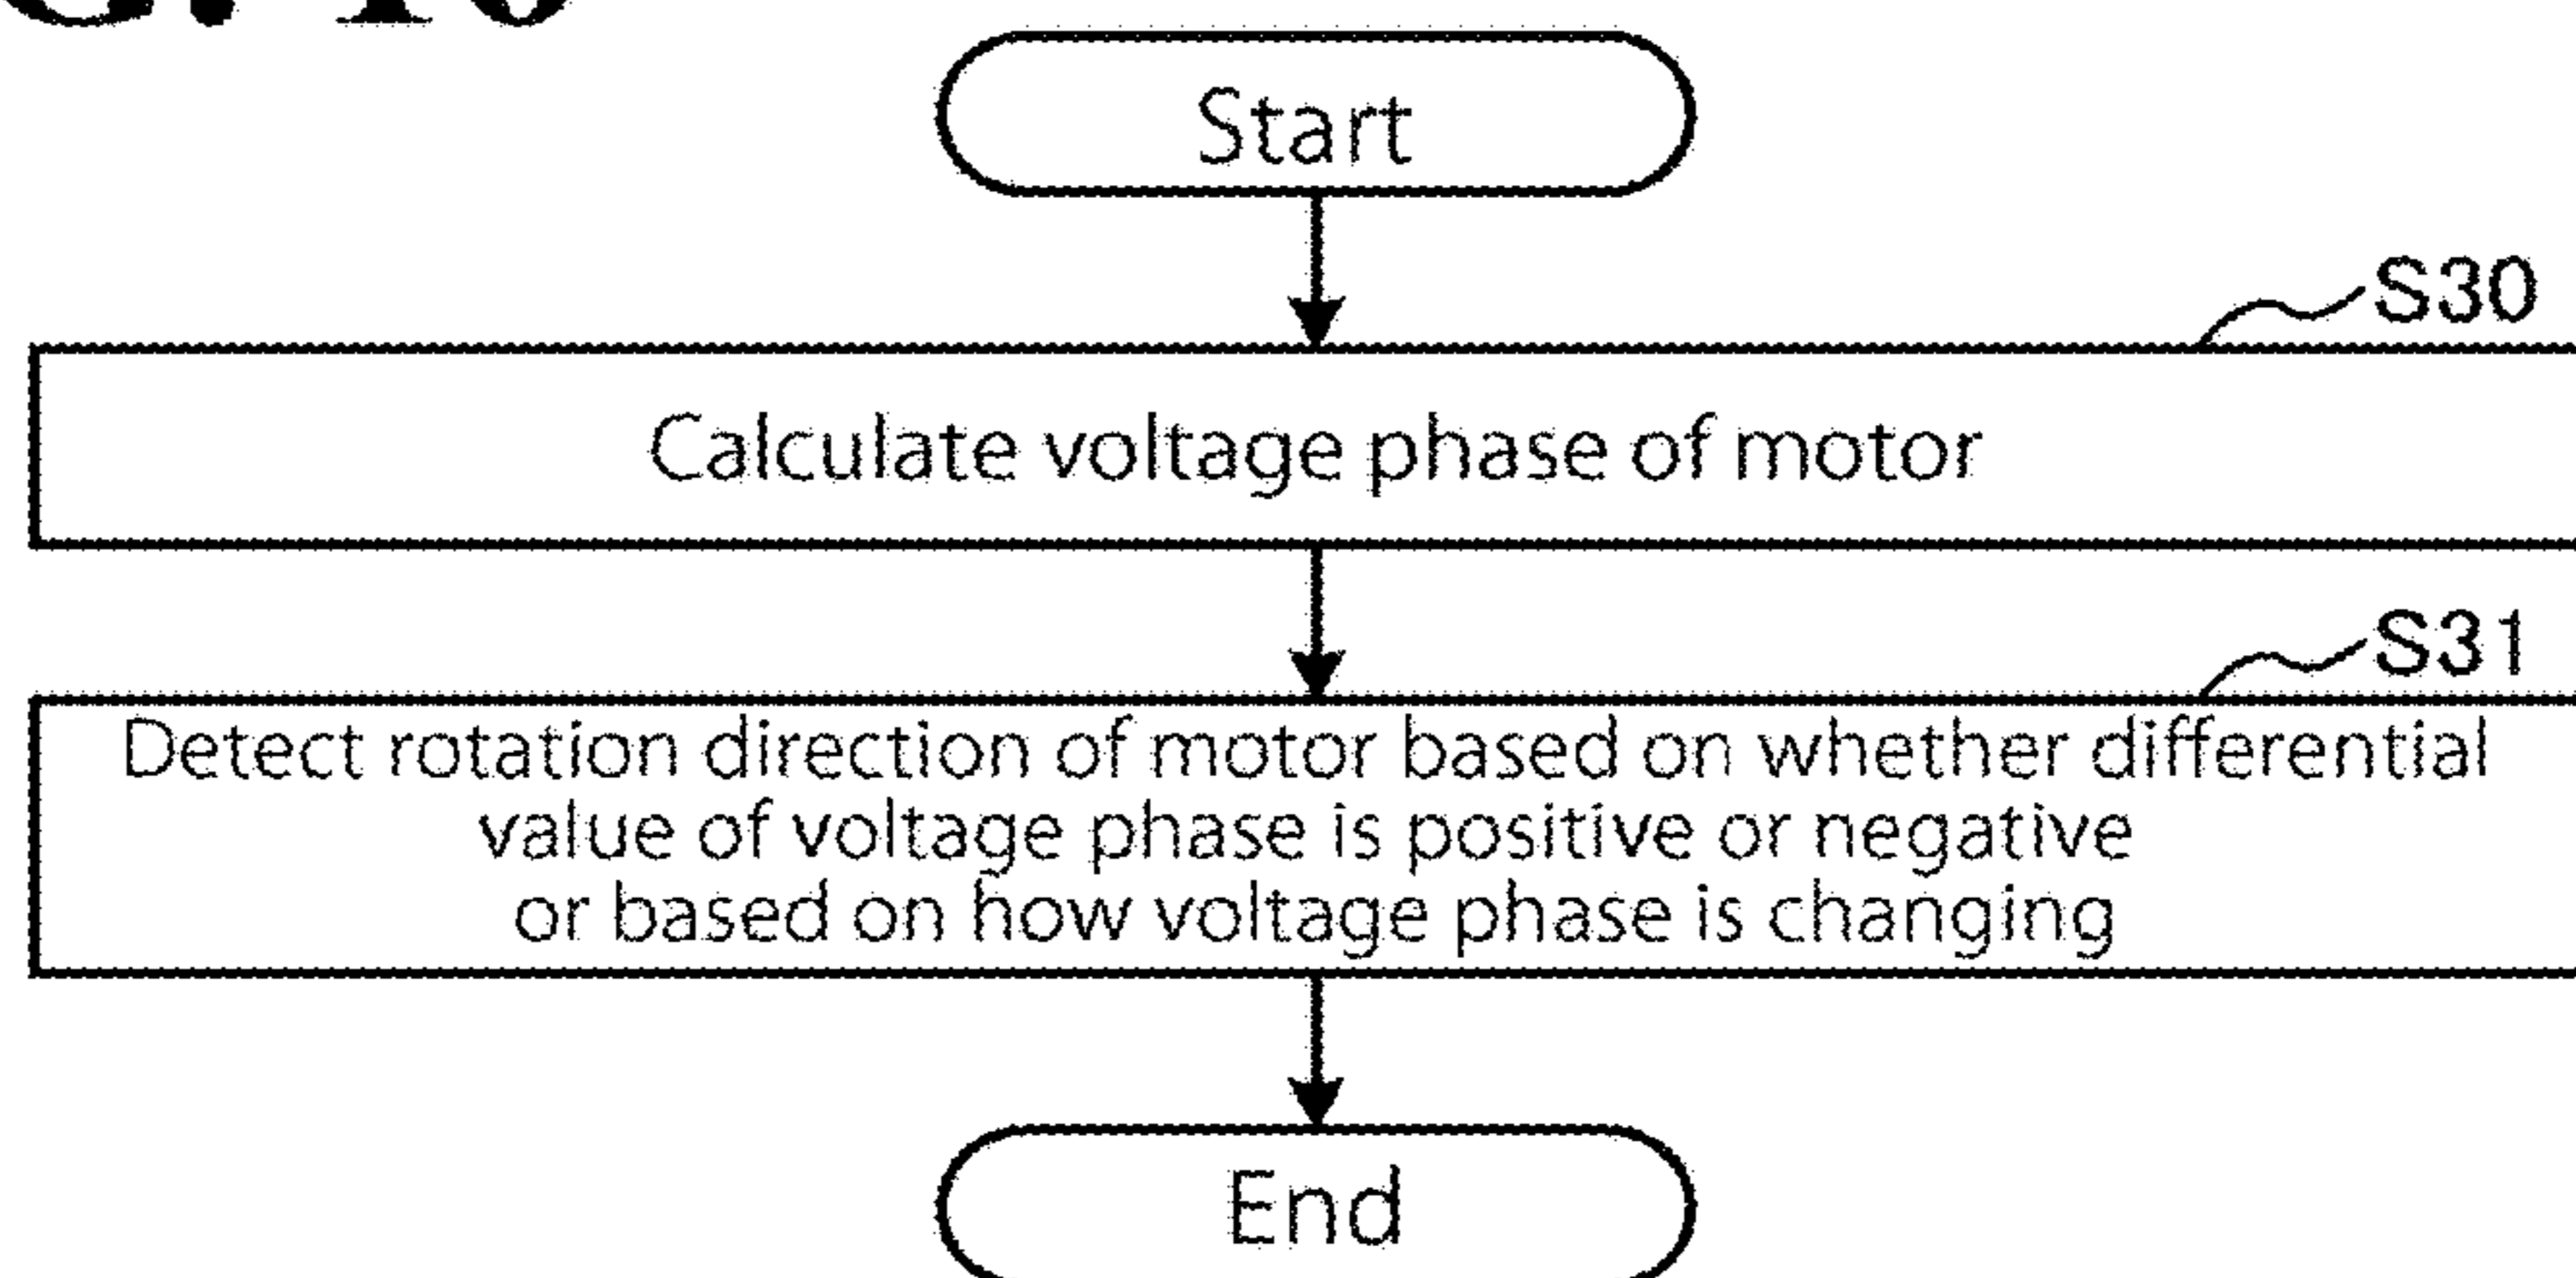 Start
S30
Calculate voltage phase of motor
S31
Detect rotation direction of motor based on whether differential
value of voltage phase is positive or negative
or based on how voltage phase is changing
End